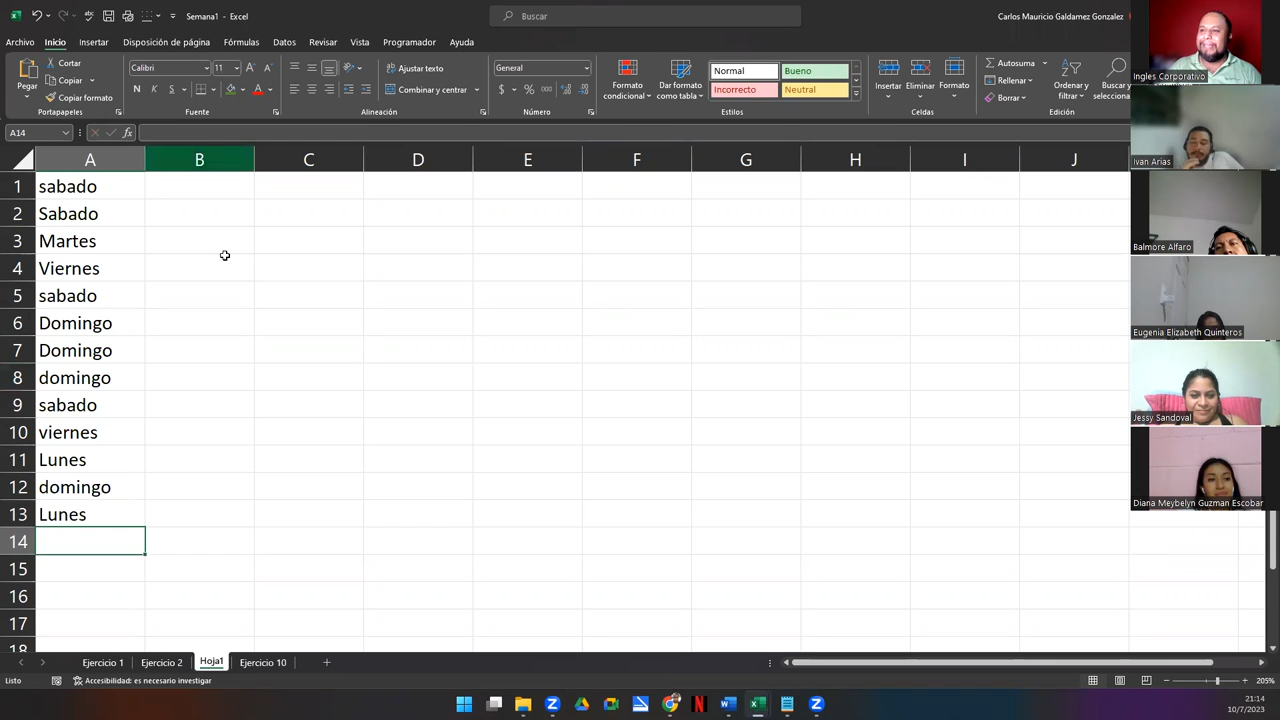 Semana1 - Excel
Buscar
Carlos Mauricio Galdamez Gonzalez
Archivo Inicio Insertar Disposición de página Fórmulas Datos Revisar Vista Programador Ayuda
Pegar
Cortar
Copiar
Copiar formato
Portapapeles
Calibri 11
N K S
Fuente
Ajustar texto
Combinar y centrar
Alineación
General
Número
Formato condicional
Dar formato como tabla
Normal Bueno
Incorrecto Neutral
Estilos
Insertar Eliminar Formato
Celdas
Autosuma
Rellenar
Borrar
Ordenar y filtrar
Buscar y
Edición
A14 fx
A B C D E F G H I J
1 sabado
2 Sabado
3 Martes
4 Viernes
5 sabado
6 Domingo
7 Domingo
8 domingo
9 sabado
10 viernes
11 Lunes
12 domingo
13 Lunes
14
15
16
17
18
Ejercicio 1 Ejercicio 2 Hoja1 Ejercicio 10
Listo Accesibilidad: es necesario investigar 205%
21:14
10/7/2023
Ingles Corporativo
Ivan Arias
Balmore Alfaro
Eugenia Elizabeth Quinteros
Jessy Sandoval
Diana Meybelyn Guzman Escobar